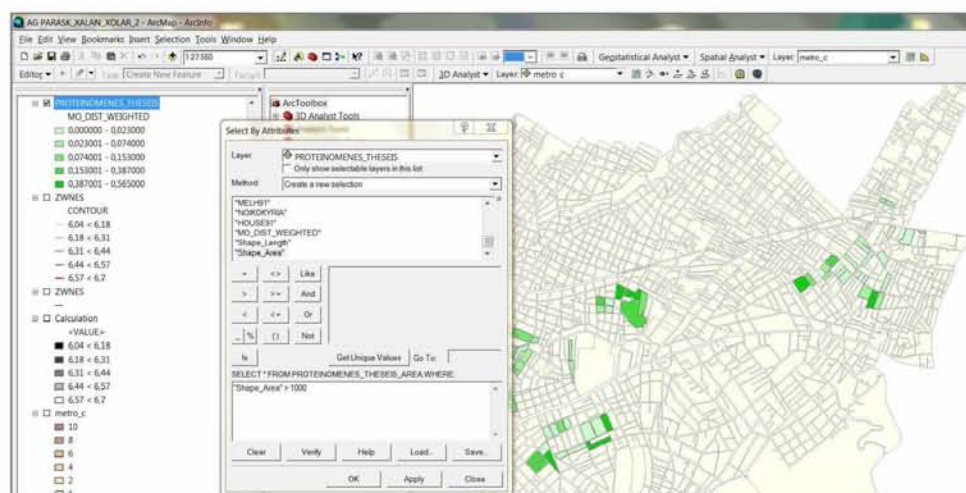 AG PARASK_XALAN_XOLAR_2 - ArcMap - ArcInfo
File Edit View Bookmarks Insert Selection Tools Window Help
1:27.560
Geostatistical Analyst Spatial Analyst Layer: metro_c
Editor Task: Create New Feature Target: 3D Analyst Layer: metro c
PROTEINOMENES_THESEIS
MO_DIST_WEIGHTED
0,000000 - 0,023000
0,023001 - 0,074000
0,074001 - 0,153000
0,153001 - 0,387000
0,387001 - 0,565000
ZWNES
CONTOUR
6,04 < 6,18
6,18 < 6,31
6,31 < 6,44
6,44 < 6,57
6,57 < 6,7
ZWNES
Calculation
<VALUE>
6,04 < 6,18
6,18 < 6,31
6,31 < 6,44
6,44 < 6,57
6,57 < 6,7
metro_c
10
8
6
4
2
ArcToolbox
3D Analyst Tools
Select By Attributes
Layer: PROTEINOMENES_THESEIS
Only show selectable layers in this list
Method: Create a new selection
"MELH91"
"NOIKOKYRIA"
"HOUSE91"
"MO_DIST_WEIGHTED"
"Shape_Length"
"Shape_Area"
= <> Like
> >= And
< <= Or
_ % () Not
Is Get Unique Values Go To:
SELECT * FROM PROTEINOMENES_THESEIS_AREA WHERE:
"Shape_Area" > 1000
Clear Verify Help Load... Save...
OK Apply Close